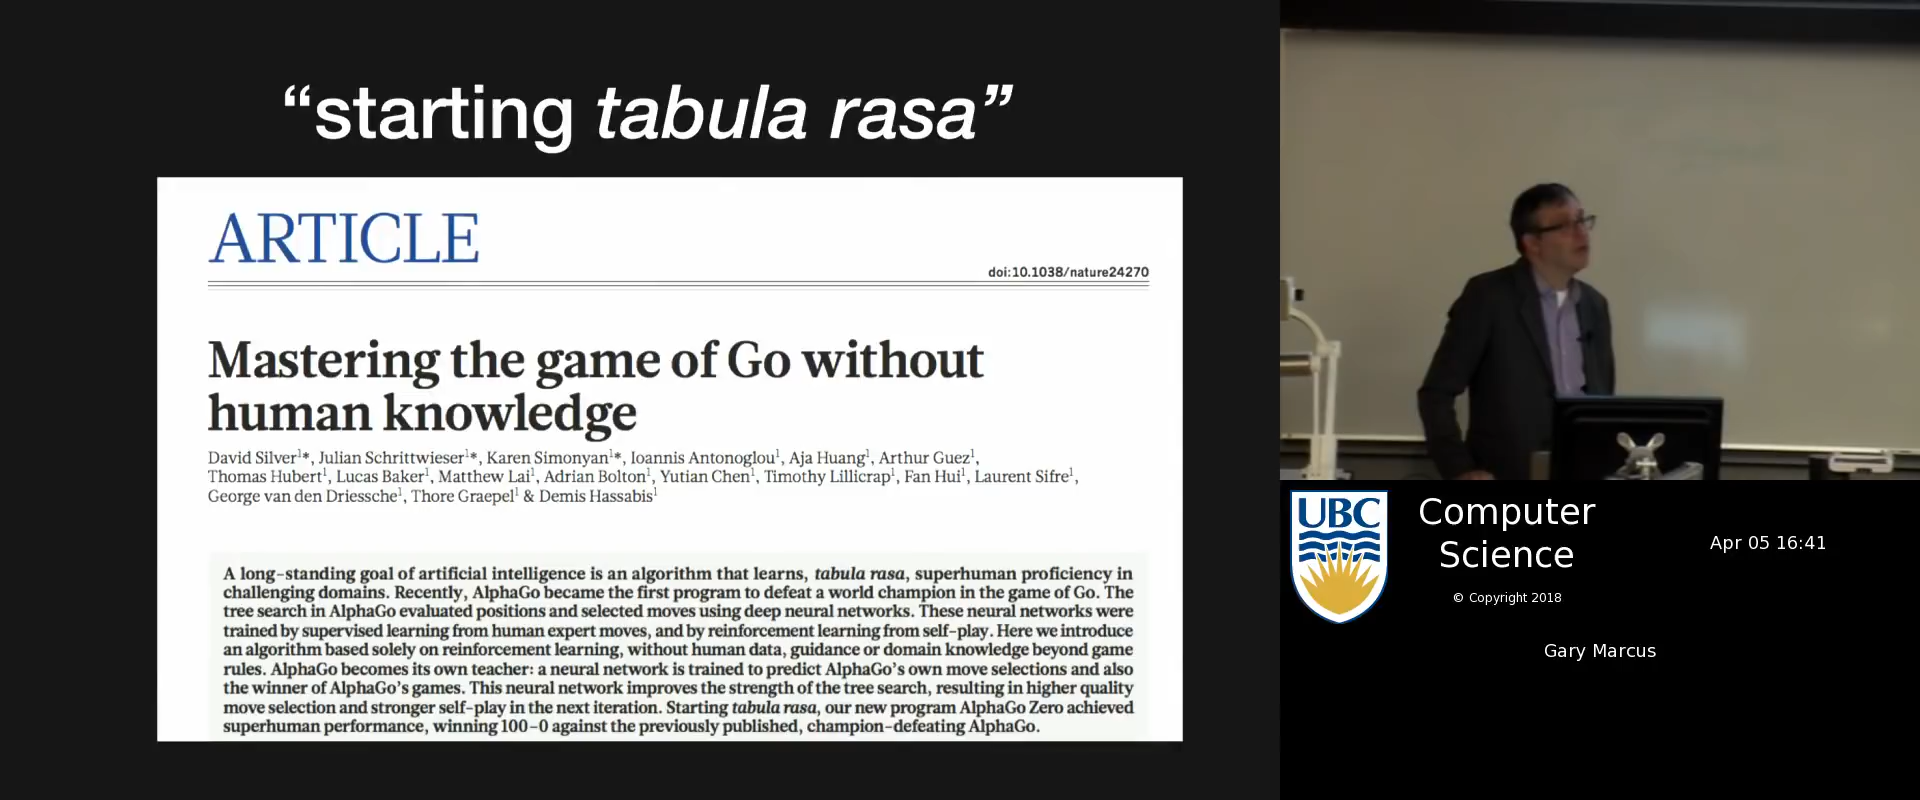 “starting tabula rasa”
ARTICLE
doi:10.1038/nature24270
Mastering the game of Go without
human knowledge
David Silver¹*, Julian Schrittwieser¹*, Karen Simonyan¹*, Ioannis Antonoglou¹, Aja Huang¹, Arthur Guez¹,
Thomas Hubert¹, Lucas Baker¹, Matthew Lai¹, Adrian Bolton¹, Yutian Chen¹, Timothy Lillicrap¹, Fan Hui¹, Laurent Sifre¹,
George van den Driessche¹, Thore Graepel¹ & Demis Hassabis¹
A long-standing goal of artificial intelligence is an algorithm that learns, tabula rasa, superhuman proficiency in
challenging domains. Recently, AlphaGo became the first program to defeat a world champion in the game of Go. The
tree search in AlphaGo evaluated positions and selected moves using deep neural networks. These neural networks were
trained by supervised learning from human expert moves, and by reinforcement learning from self-play. Here we introduce
an algorithm based solely on reinforcement learning, without human data, guidance or domain knowledge beyond game
rules. AlphaGo becomes its own teacher: a neural network is trained to predict AlphaGo’s own move selections and also
the winner of AlphaGo’s games. This neural network improves the strength of the tree search, resulting in higher quality
move selection and stronger self-play in the next iteration. Starting tabula rasa, our new program AlphaGo Zero achieved
superhuman performance, winning 100–0 against the previously published, champion-defeating AlphaGo.
UBC
Computer
Science
Apr 05 16:41
© Copyright 2018
Gary Marcus